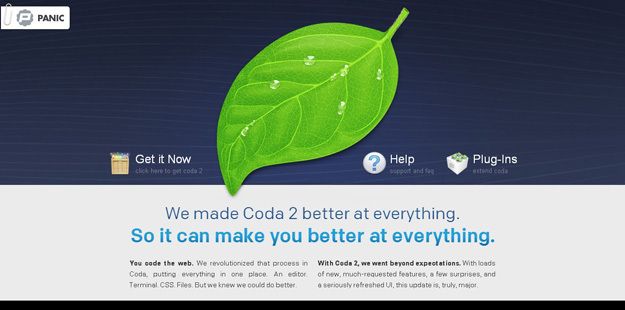 PANIC
Get it Now
click here to get coda 2
Help
support and faq
Plug-Ins
extend coda
We made Coda 2 better at everything.
So it can make you better at everything.
You code the web. We revolutionized that process in
Coda, putting everything in one place. An editor.
Terminal. CSS. Files. But we knew we could do better.
With Coda 2, we went beyond expectations. With loads
of new, much-requested features, a few surprises, and
a seriously refreshed UI, this update is, truly, major.